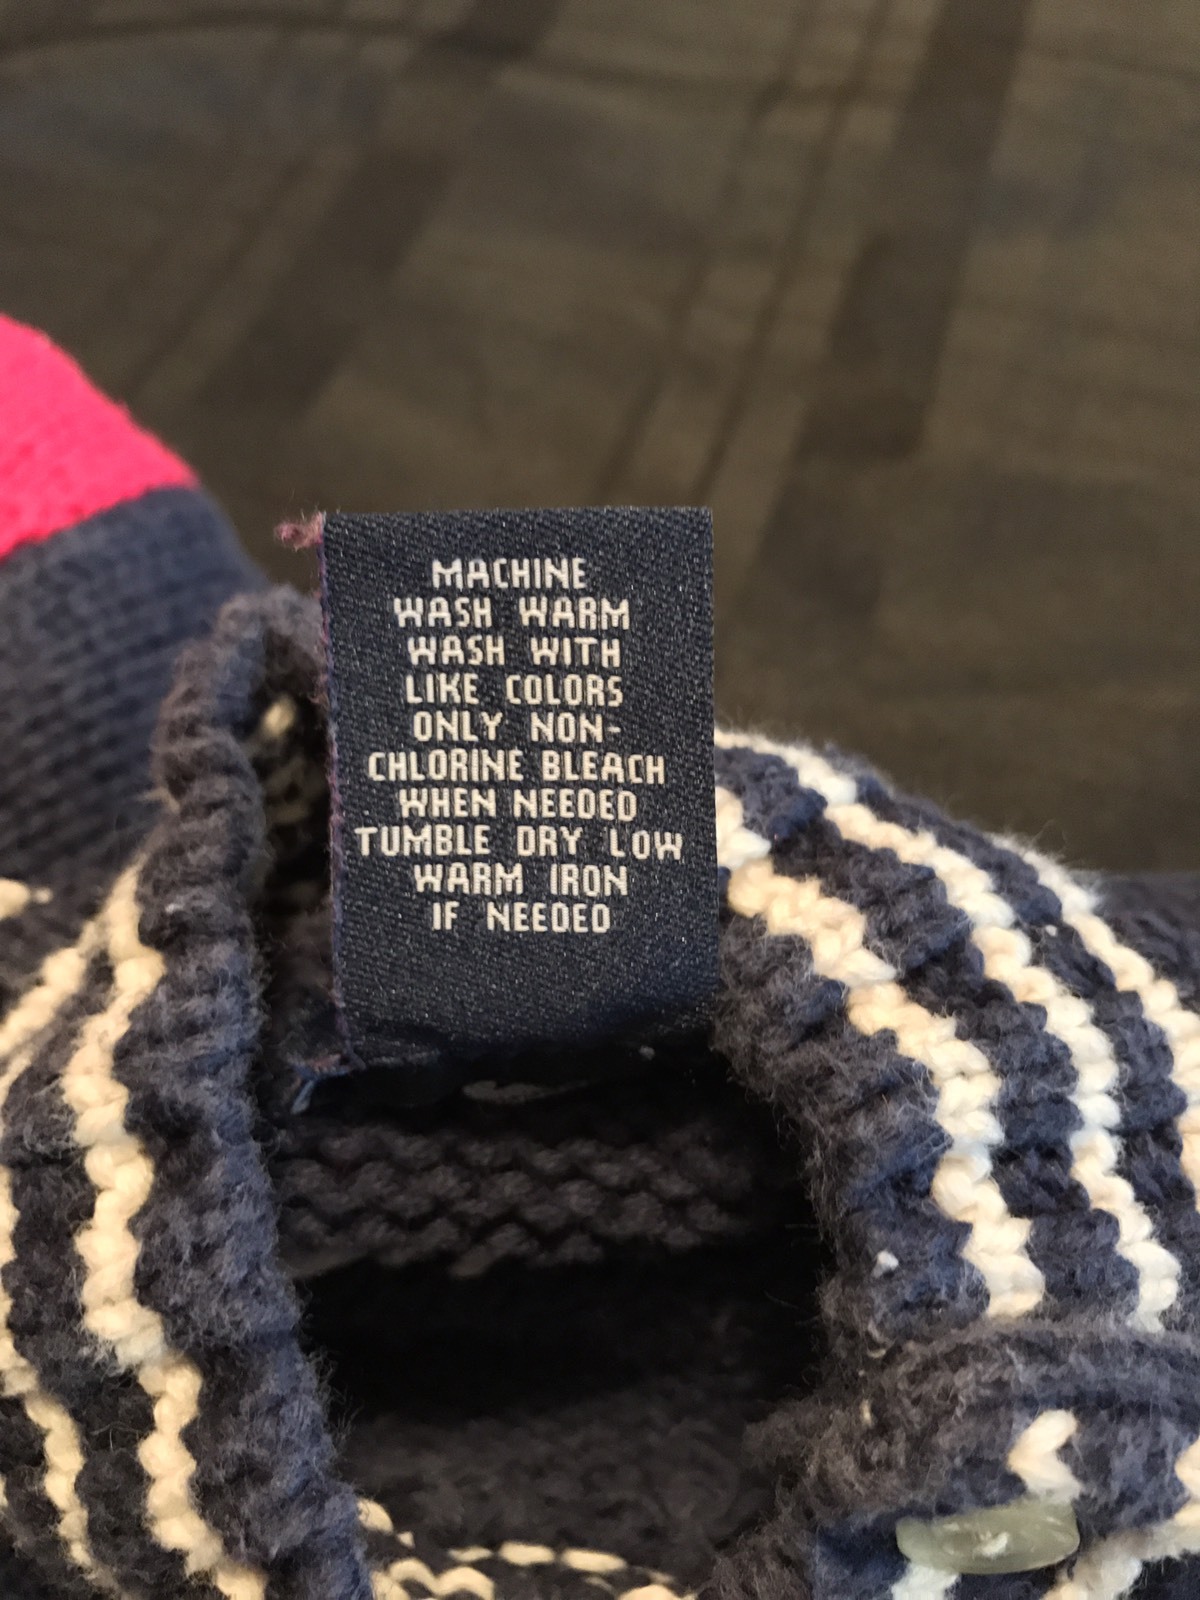 MACHINE
WASH WARM
WASH WITH
LIKE COLORS
ONLY NON-
CHLORINE BLEACH
WHEN NEEDED
TUMBLE DRY LOW
WARM IRON
IF NEEDED